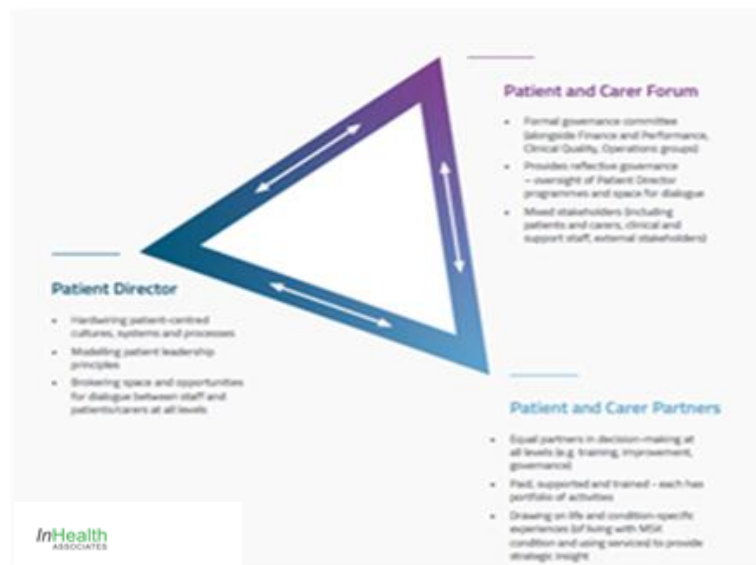 Patient and Carer Forum
• Formal governance committee
(alongside Finance and Performance,
Clinical Quality, Operations groups)
• Provides reflective governance
– oversight of Patient Director
programmes and space for dialogue
• Mixed stakeholders (including
patients and carers, clinical and
support staff, external stakeholders)
Patient Director
• Hardwiring patient-centred
cultures, systems and processes
• Modelling patient leadership
principles
• Brokering space and opportunities
for dialogue between staff and
patients/carers at all levels
Patient and Carer Partners
• Equal partners in decision-making at
all levels (e.g. training, improvement,
governance)
• Paid, supported and trained – each has
portfolio of activities
• Drawing on life and condition-specific
experiences (of living with MSK
condition and using services) to provide
strategic insight
InHealth
ASSOCIATES